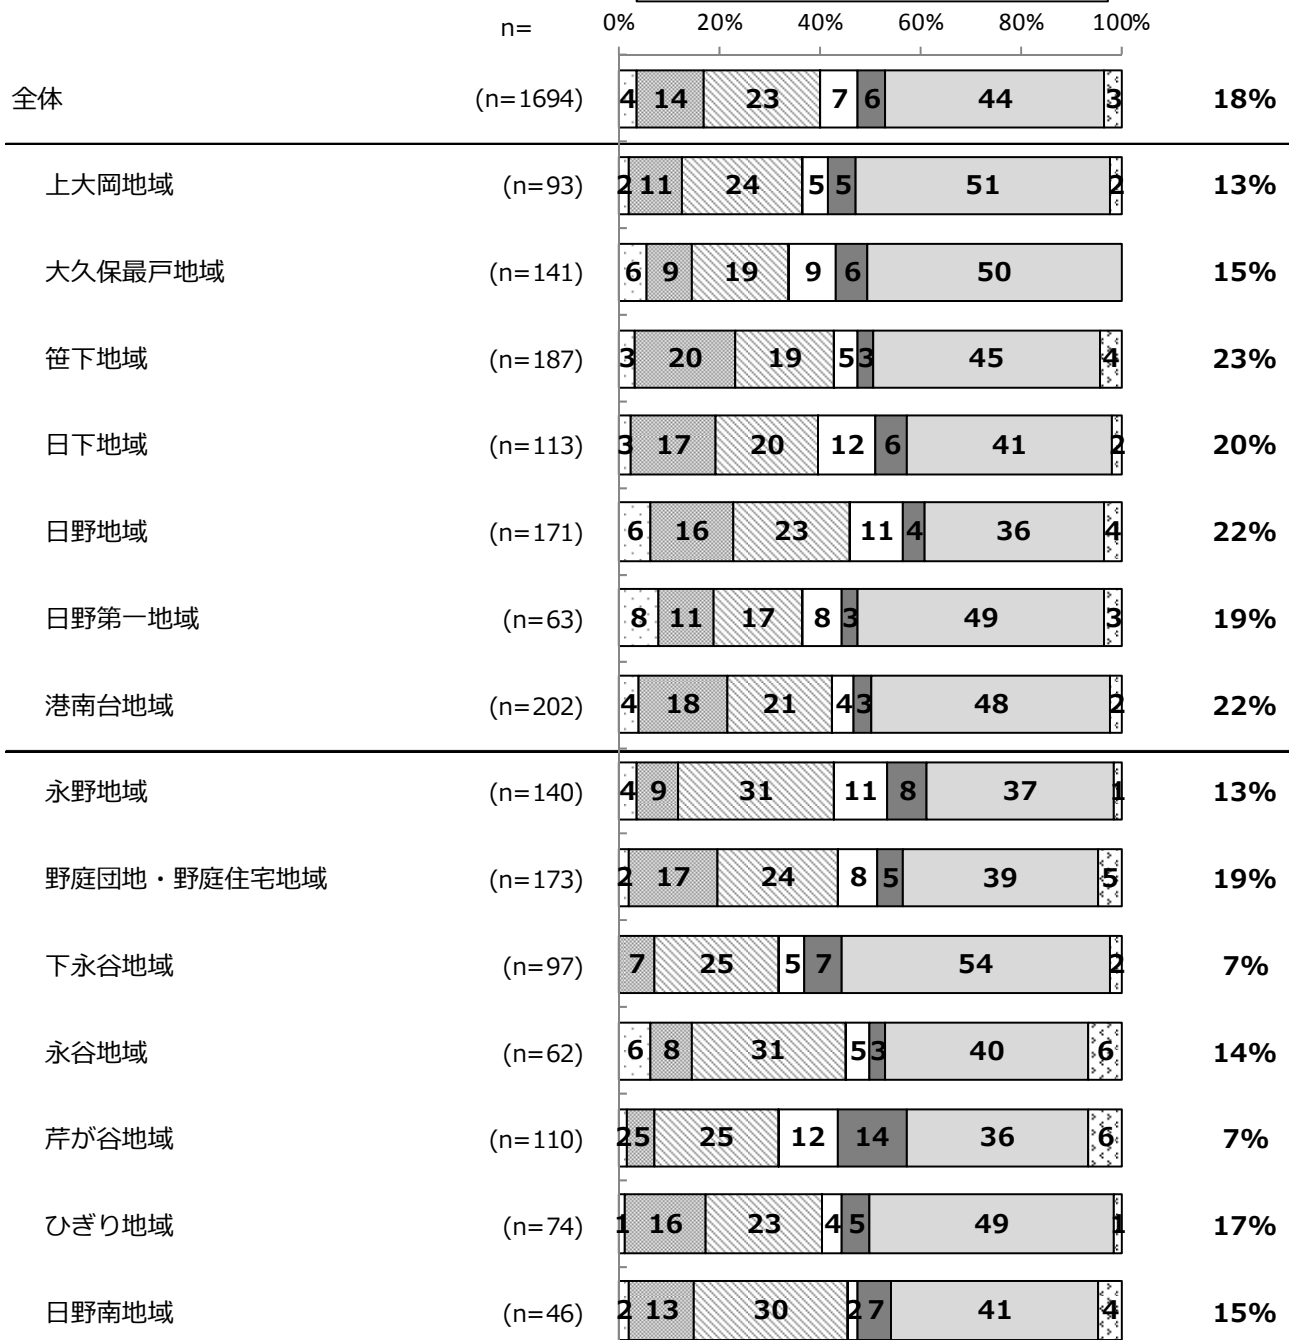 n= 0% 20% 40% 60% 80% 100%
全体 (n=1694) 4 14 23 7 6 44 3 18%
上大岡地域 (n=93) 2 11 24 5 5 51 2 13%
大久保最戸地域 (n=141) 6 9 19 9 6 50 15%
笹下地域 (n=187) 3 20 19 5 3 45 4 23%
日下地域 (n=113) 3 17 20 12 6 41 2 20%
日野地域 (n=171) 6 16 23 11 4 36 4 22%
日野第一地域 (n=63) 8 11 17 8 3 49 3 19%
港南台地域 (n=202) 4 18 21 4 3 48 2 22%
永野地域 (n=140) 4 9 31 11 8 37 1 13%
野庭団地・野庭住宅地域 (n=173) 2 17 24 8 5 39 5 19%
下永谷地域 (n=97) 7 25 5 7 54 2 7%
永谷地域 (n=62) 6 8 31 5 3 40 6 14%
芹が谷地域 (n=110) 2 5 25 12 14 36 6 7%
ひぎり地域 (n=74) 1 16 23 4 5 49 1 17%
日野南地域 (n=46) 2 13 30 2 7 41 4 15%